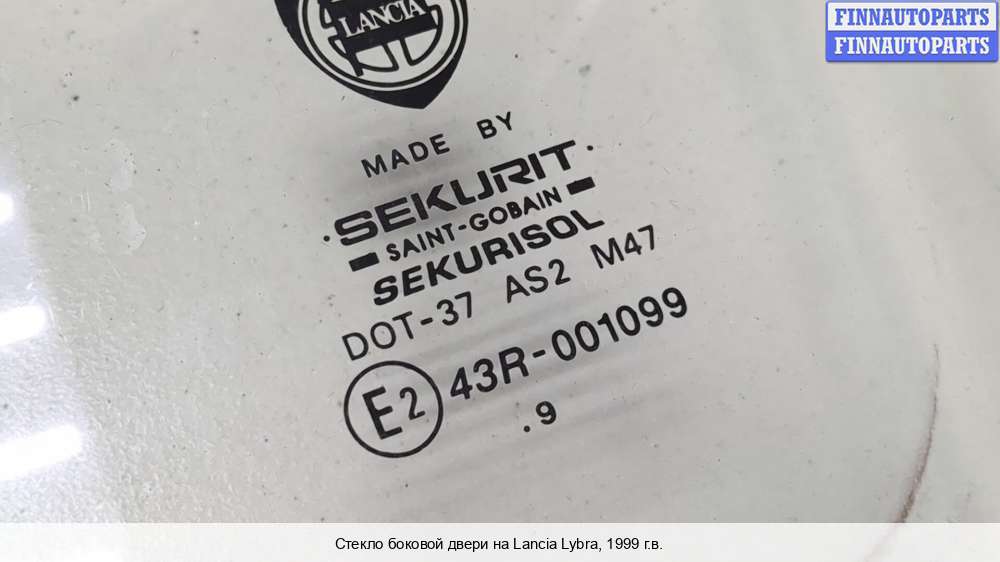 FINNAUTOPARTS
FINNAUTOPARTS
LANCIA
MADE BY
SEKURIT
SAINT-GOBAIN
SEKURISOL
DOT-37 AS2 M47
E2 43R-001099
.9
Стекло боковой двери на Lancia Lybra, 1999 г.в.